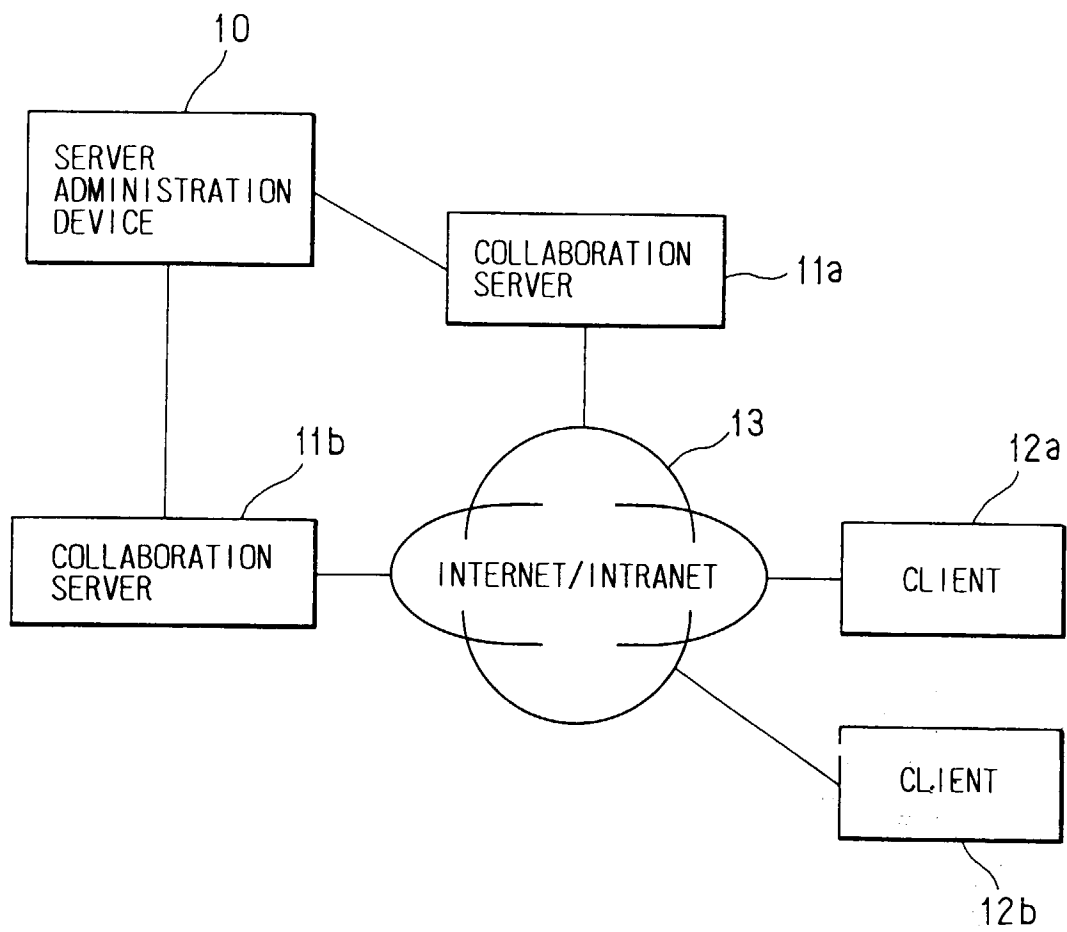 10
SERVER
ADMINISTRATION
DEVICE
COLLABORATION
SERVER
11a
11b
13
12a
COLLABORATION
SERVER
INTERNET/INTRANET
CLIENT
CLIENT
12b